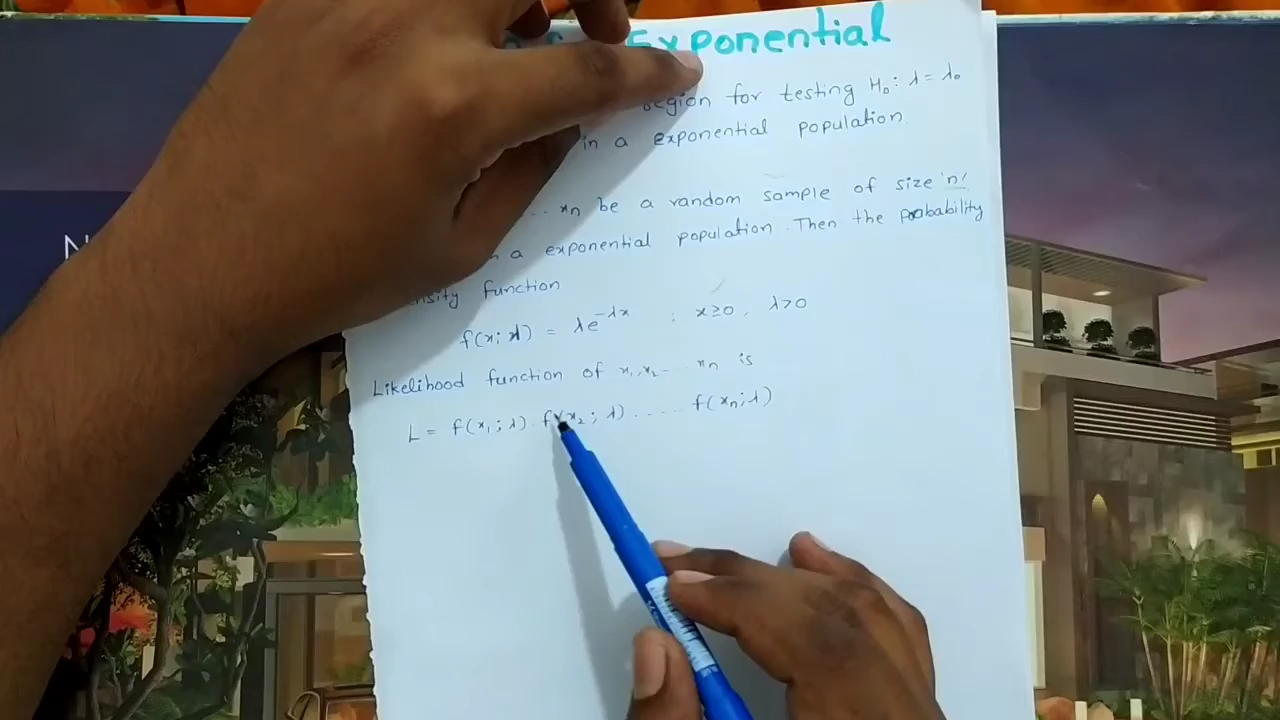 Exponential
region for testing H₀: λ = λ₀
in a exponential population.
... xₙ be a random sample of size 'n'
a exponential population. Then the probability
function
f(x; λ) = λe^{-λx} ; x≥0, λ>0
Likelihood function of x₁, x₂ ... xₙ is
L = f(x₁; λ) . f(x₂; λ) ..... f(xₙ; λ)